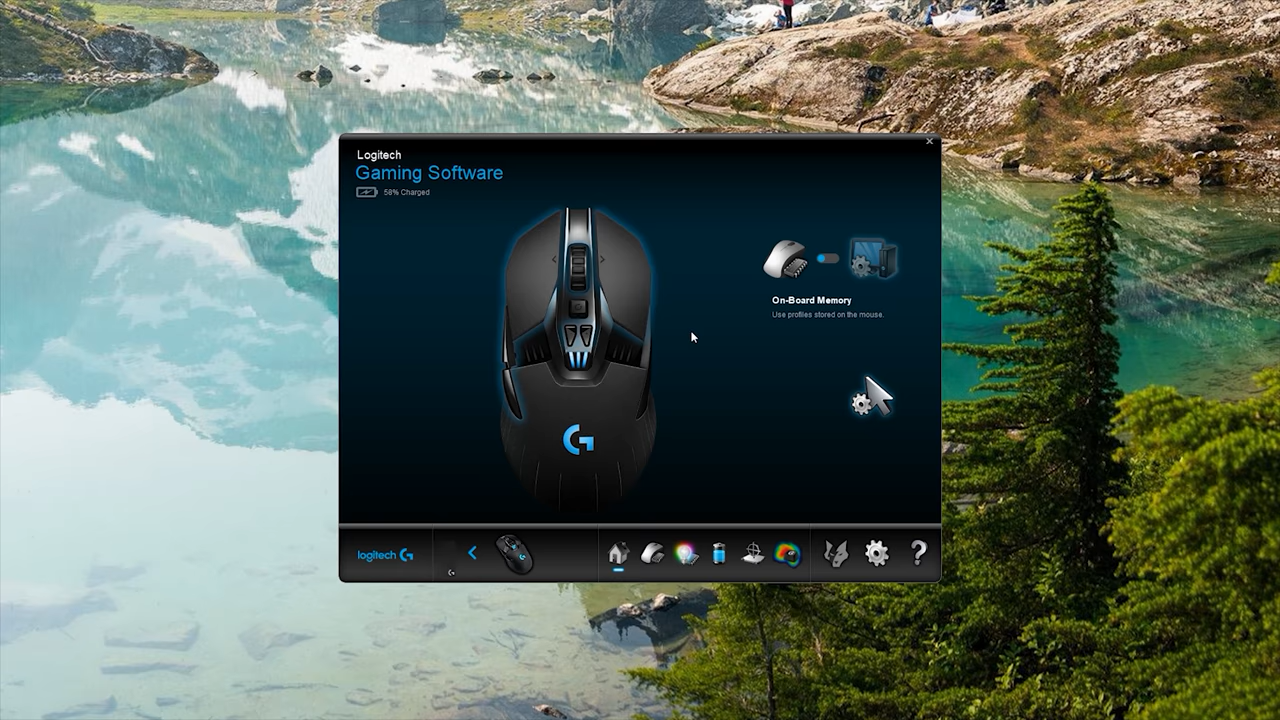 Logitech
Gaming Software
58% Charged
On-Board Memory
Use profiles stored on the mouse.
logitech G
?